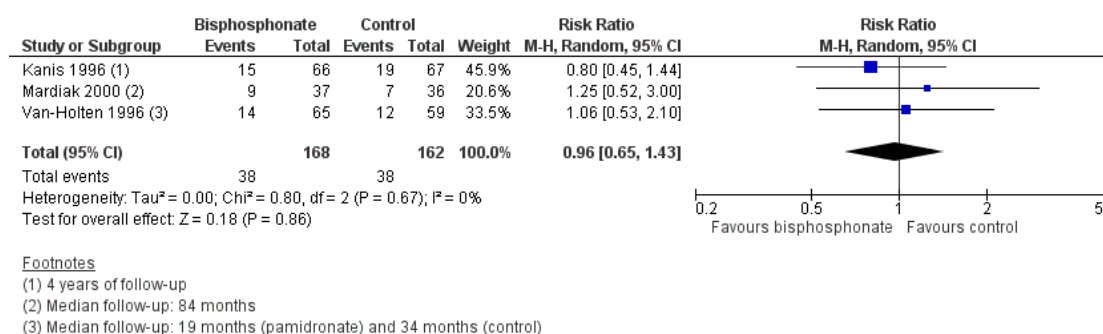 Bisphosphonate Control Risk Ratio Risk Ratio
Study or Subgroup Events Total Events Total Weight M-H, Random, 95% CI M-H, Random, 95% CI
Kanis 1996 (1) 15 66 19 67 45.9% 0.80 [0.45, 1.44]
Mardiak 2000 (2) 9 37 7 36 20.6% 1.25 [0.52, 3.00]
Van-Holten 1996 (3) 14 65 12 59 33.5% 1.06 [0.53, 2.10]
Total (95% CI) 168 162 100.0% 0.96 [0.65, 1.43]
Total events 38 38
Heterogeneity: Tau² = 0.00; Chi² = 0.80, df = 2 (P = 0.67); I² = 0%
Test for overall effect: Z = 0.18 (P = 0.86)
0.2 0.5 1 2 5
Favours bisphosphonate Favours control
Footnotes
(1) 4 years of follow-up
(2) Median follow-up: 84 months
(3) Median follow-up: 19 months (pamidronate) and 34 months (control)